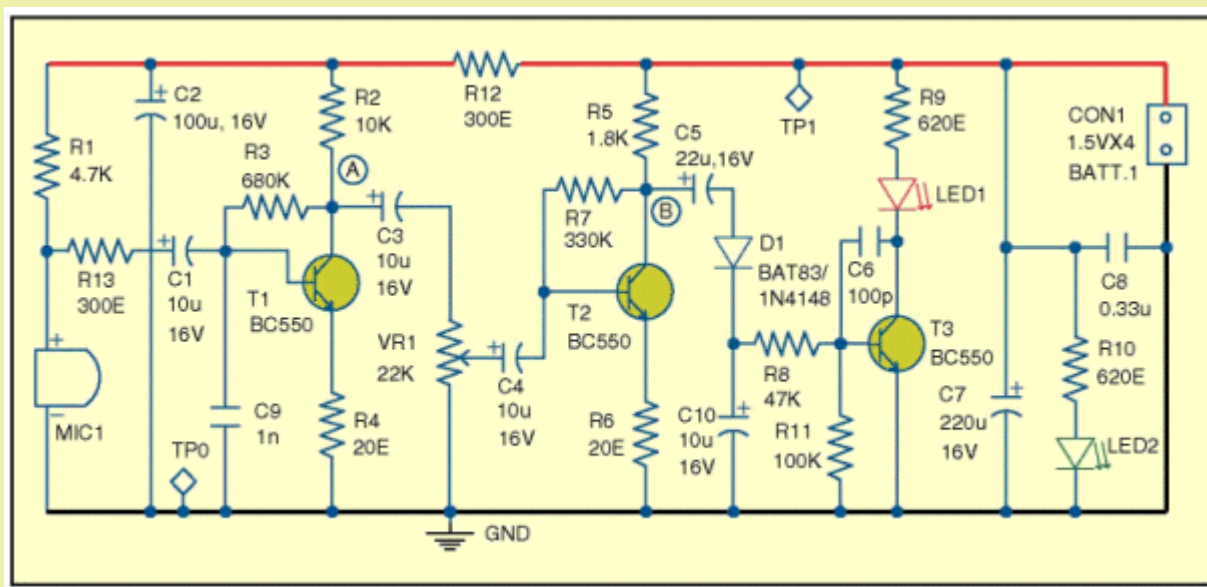 C2
100u, 16V
R2
10K
R12
300E
R5
1.8K
TP1
R9
620E
CON1
1.5VX4
BATT.1
R1
4.7K
R3
680K
A
C5
22u,16V
LED1
R13
300E
C1
10u
16V
T1
BC550
C3
10u
16V
R7
330K
B
D1
BAT83/
1N4148
C6
100p
C8
0.33u
T2
BC550
T3
BC550
VR1
22K
C4
10u
16V
R8
47K
R10
620E
MIC1
C9
1n
R4
20E
R6
20E
C10
10u
16V
R11
100K
C7
220u
16V
LED2
TP0
GND